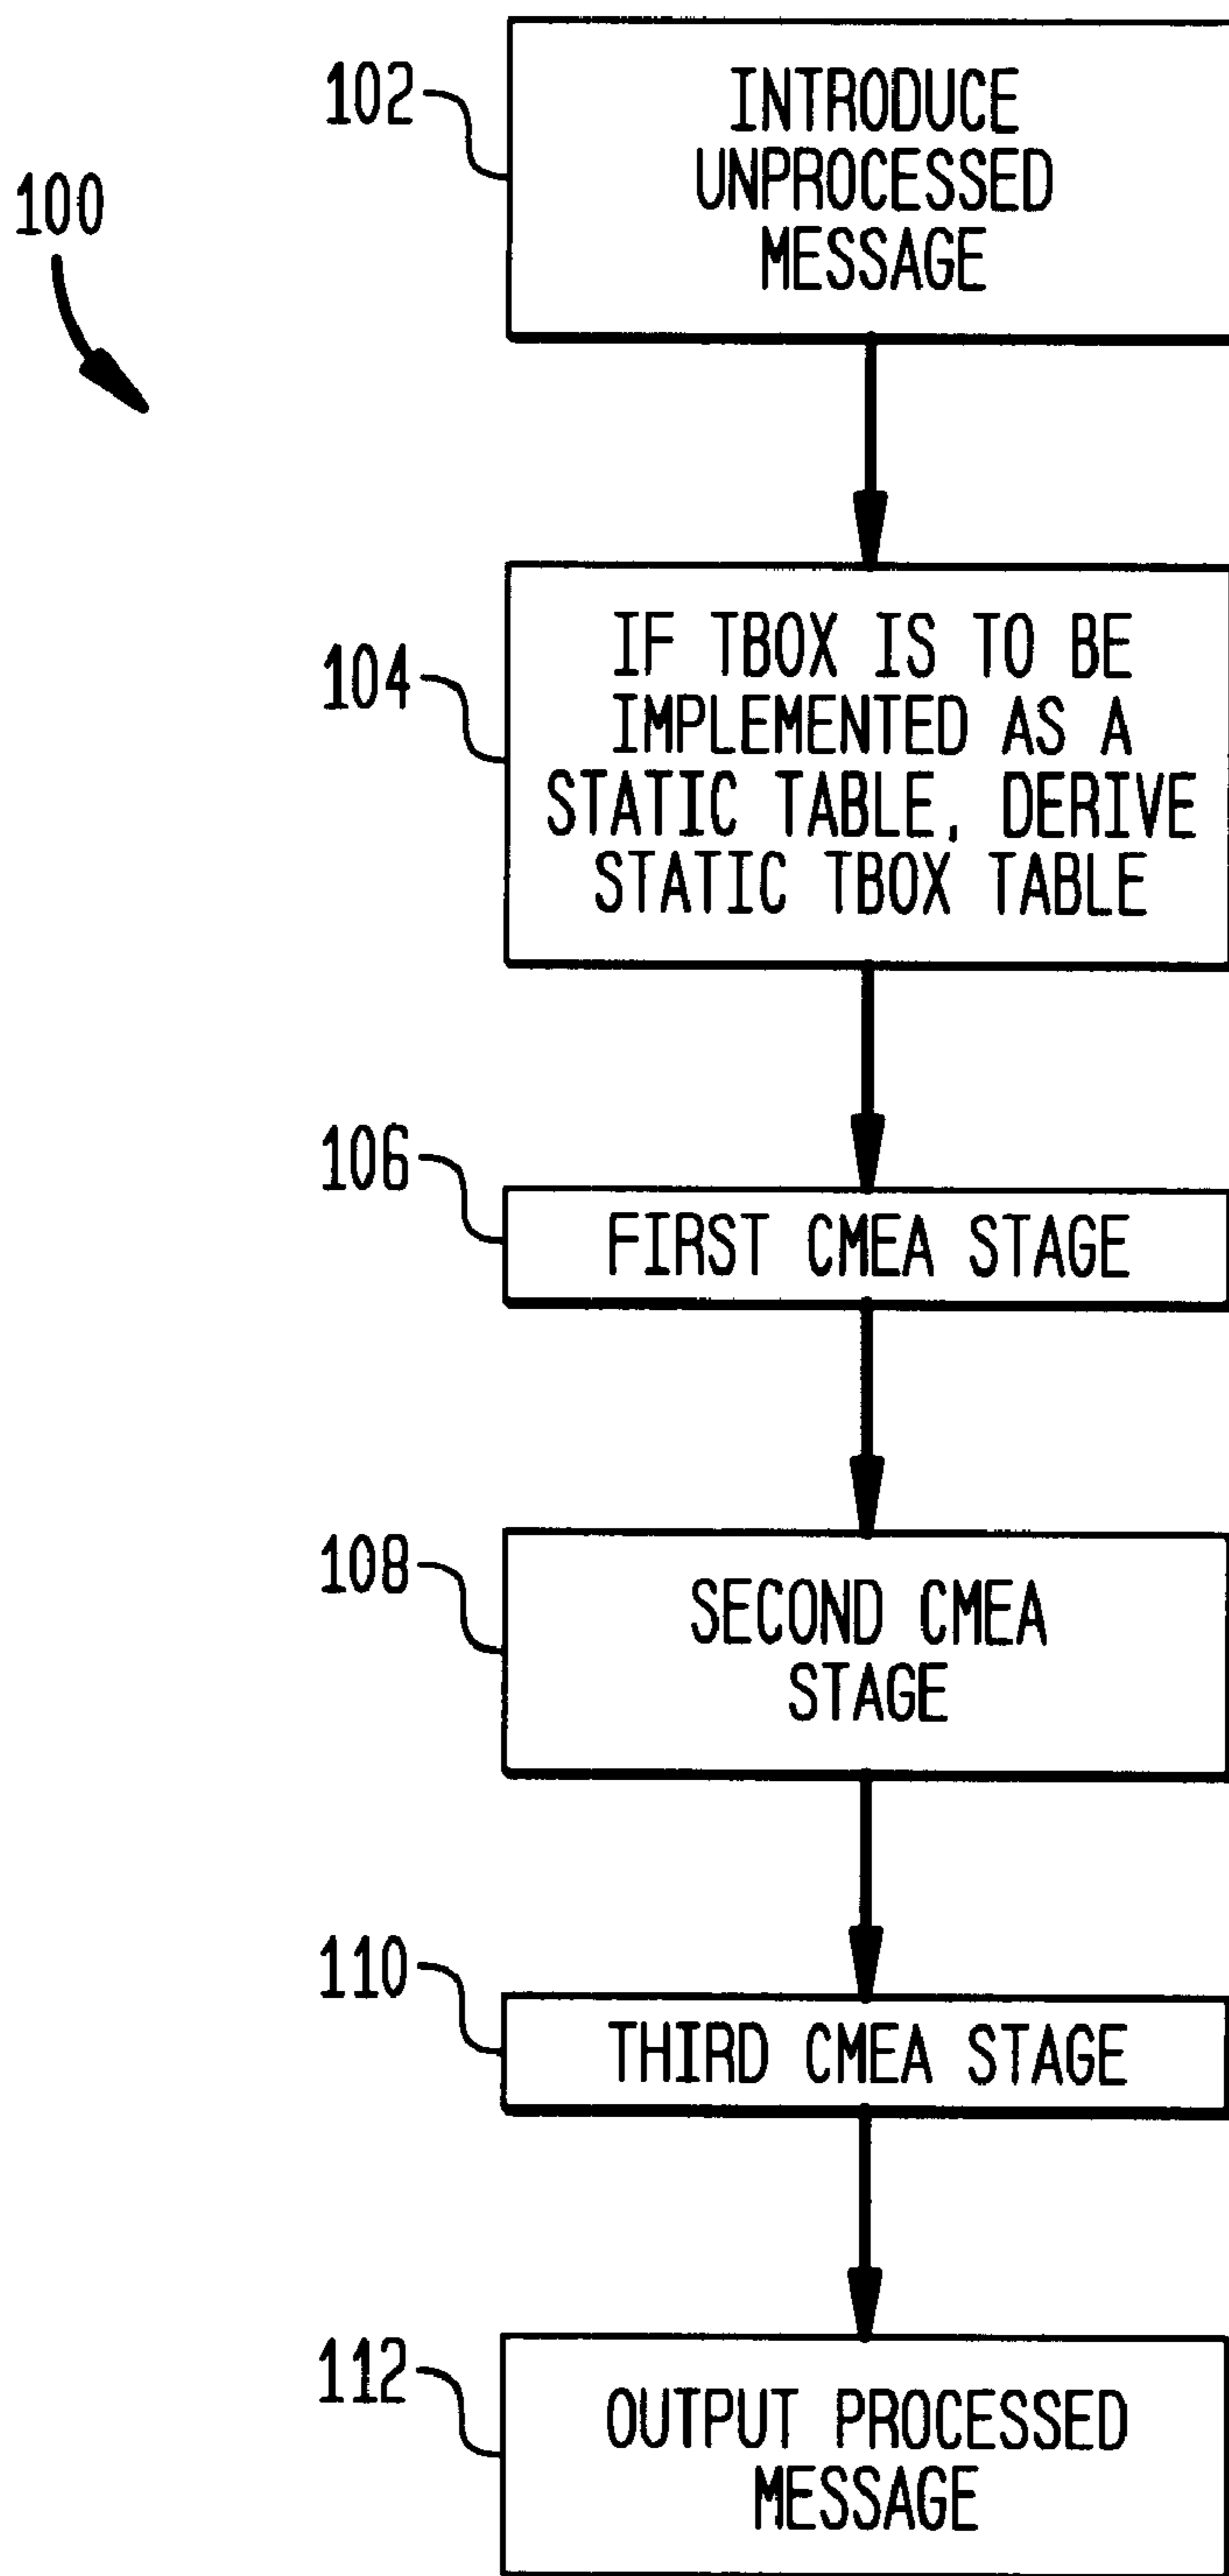 102
INTRODUCE
UNPROCESSED
MESSAGE
100
104
IF TBOX IS TO BE
IMPLEMENTED AS A
STATIC TABLE, DERIVE
STATIC TBOX TABLE
106
FIRST CMEA STAGE
108
SECOND CMEA
STAGE
110
THIRD CMEA STAGE
112
OUTPUT PROCESSED
MESSAGE